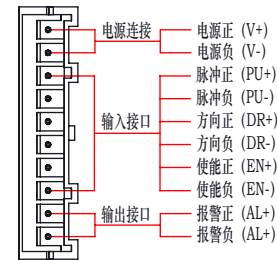 电源连接
电源正 (V+)
电源负 (V-)
输入接口
脉冲正 (PU+)
脉冲负 (PU-)
方向正 (DR+)
方向负 (DR-)
使能正 (EN+)
使能负 (EN-)
输出接口
报警正 (AL+)
报警负 (AL+)